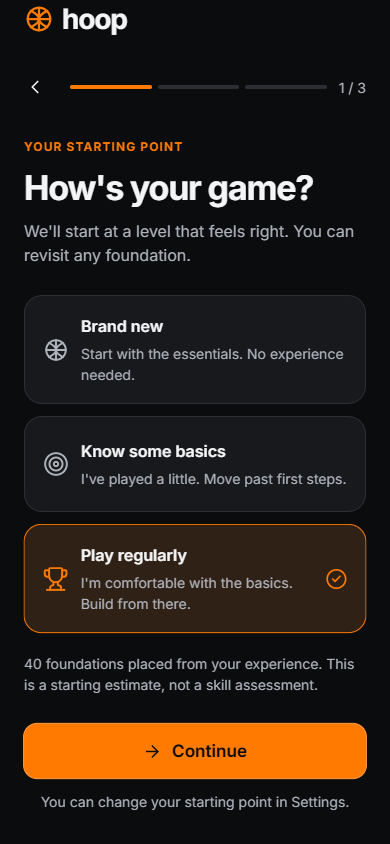 hoop
1 / 3
YOUR STARTING POINT
How's your game?
We'll start at a level that feels right. You can
revisit any foundation.
Brand new
Start with the essentials. No experience
needed.
Know some basics
I've played a little. Move past first steps.
Play regularly
I'm comfortable with the basics.
Build from there.
40 foundations placed from your experience. This
is a starting estimate, not a skill assessment.
Continue
You can change your starting point in Settings.